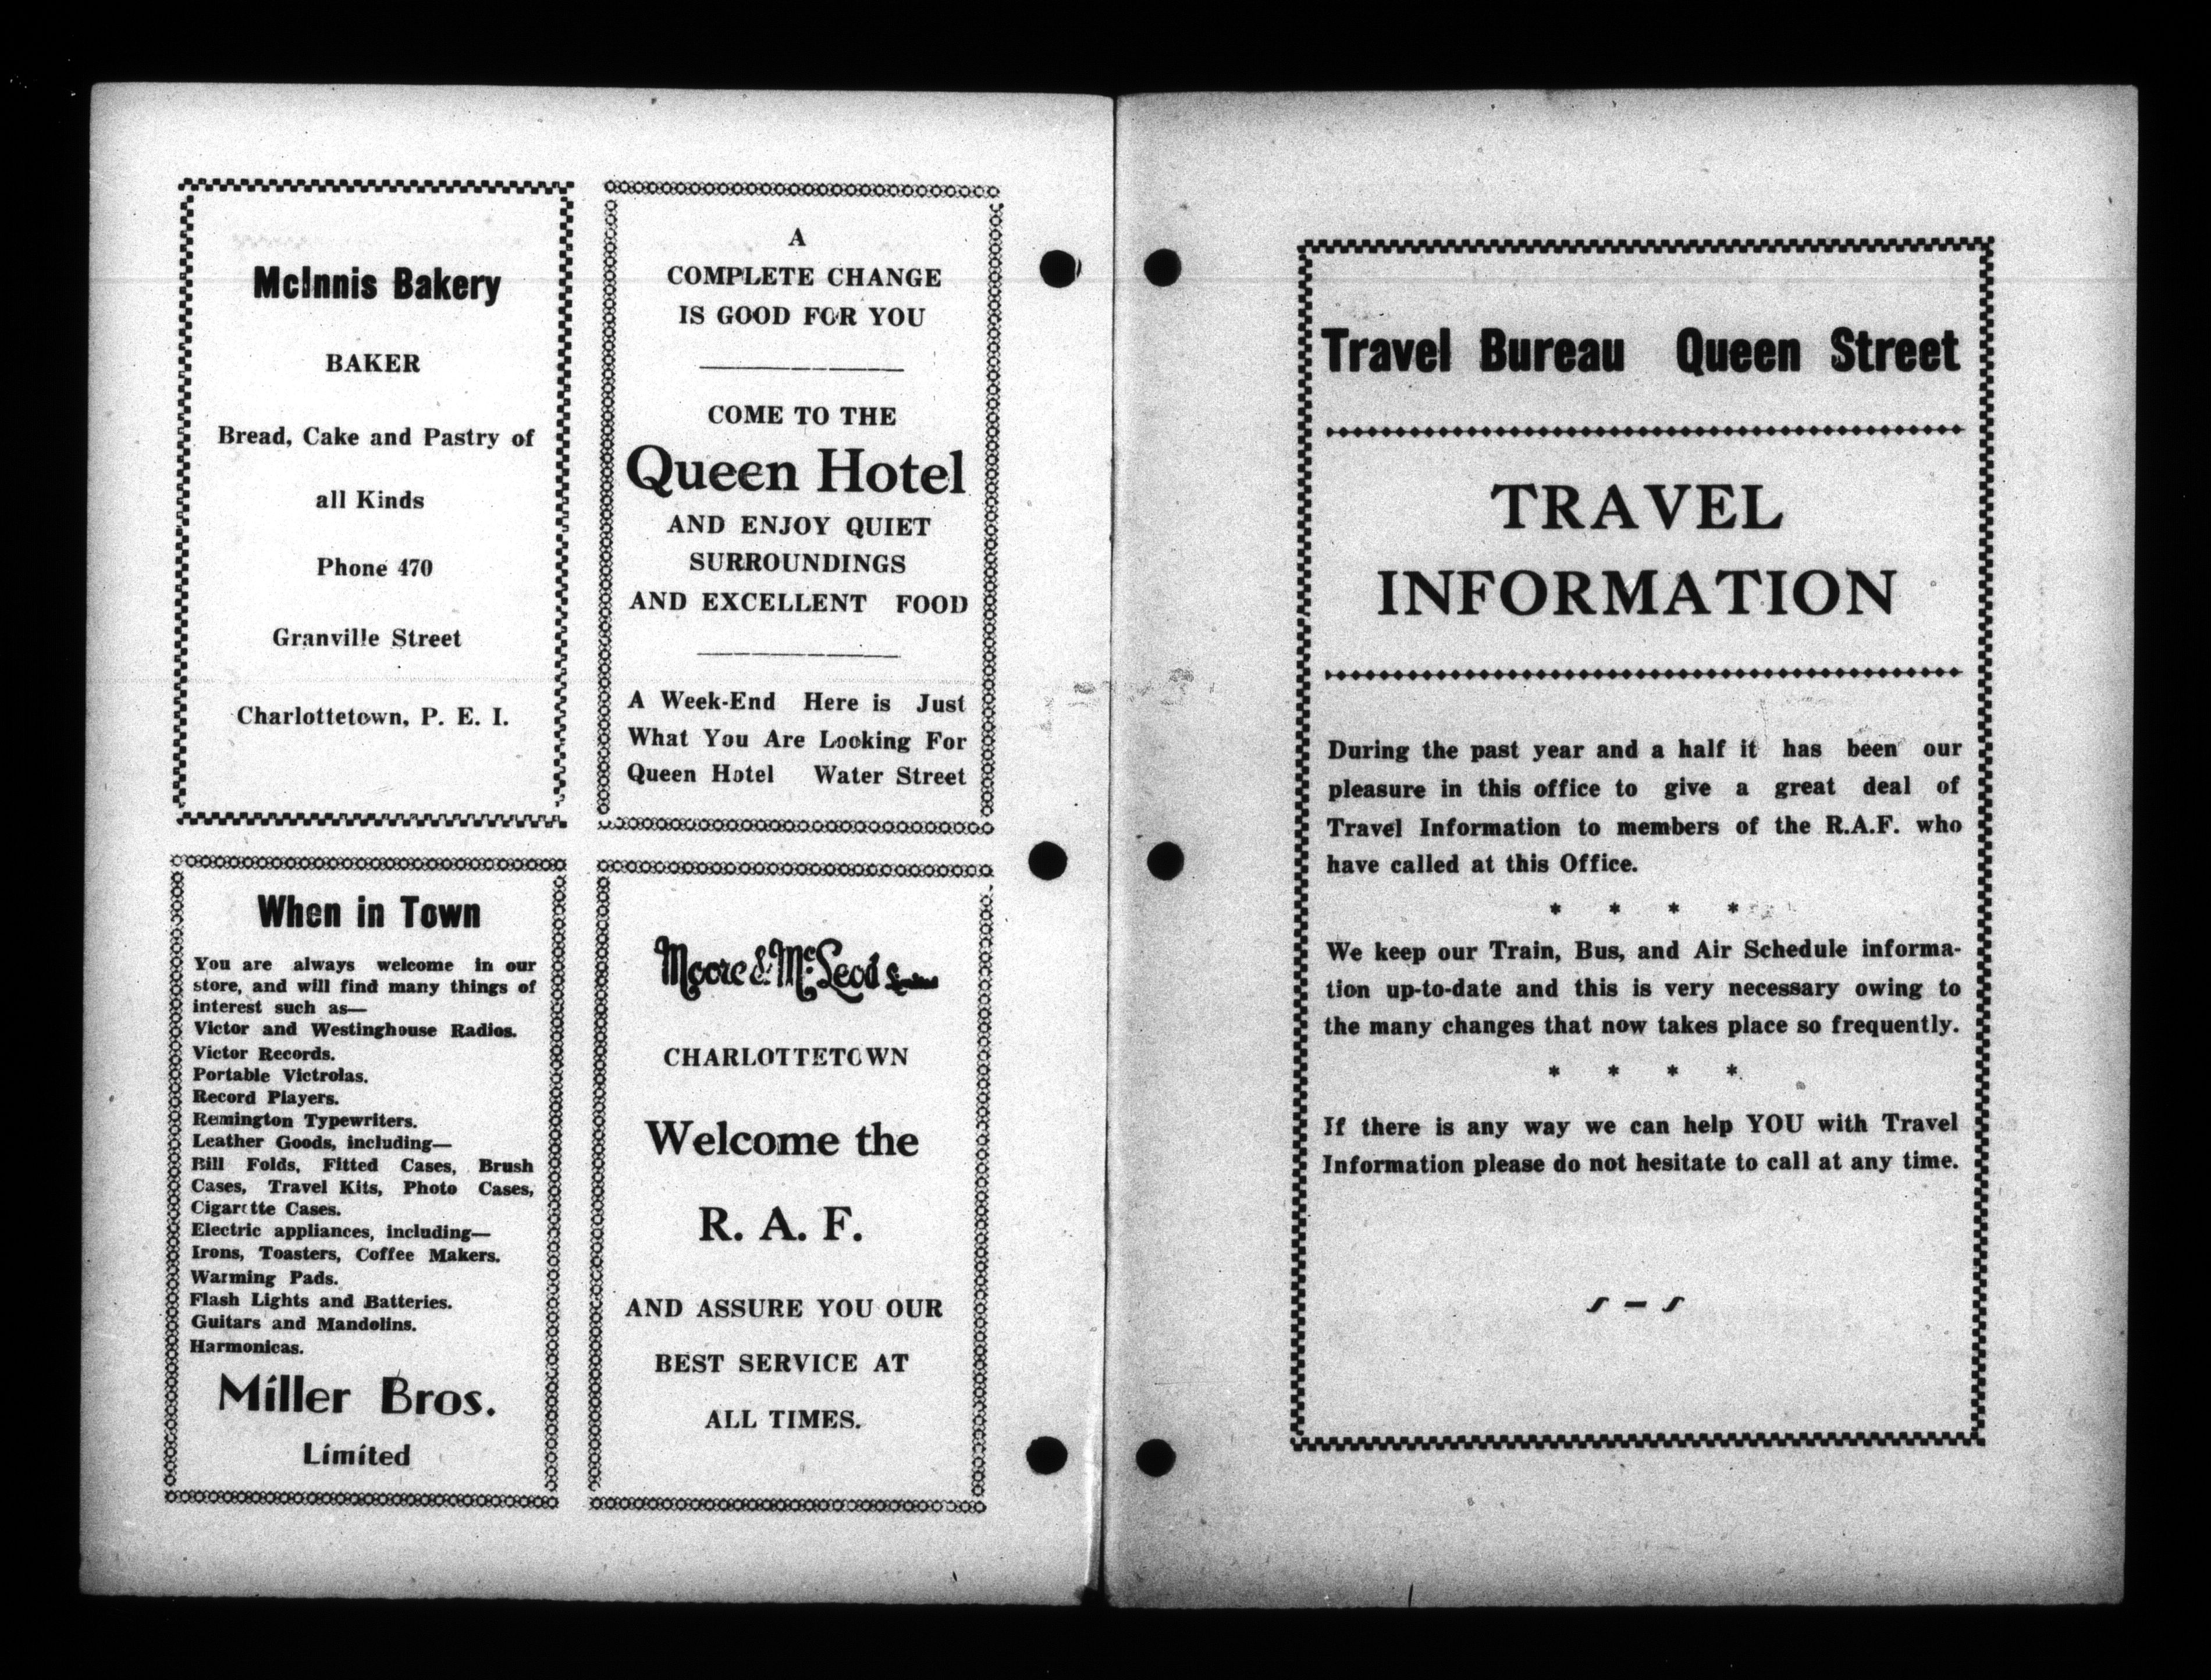 McInnis Bakery
BAKER
Bread, Cake and Pastry of
all Kinds
Phone 470
Granville Street
Charlottetown, P. E. I.
A
COMPLETE CHANGE
IS GOOD FOR YOU
COME TO THE
Queen Hotel
AND ENJOY QUIET
SURROUNDINGS
AND EXCELLENT FOOD
A Week-End Here is Just
What You Are Looking For
Queen Hotel Water Street
When in Town
You are always welcome in our
store, and will find many things of
interest such as—
Victor and Westinghouse Radios.
Victor Records.
Portable Victrolas.
Record Players.
Remington Typewriters.
Leather Goods, including—
Bill Folds, Fitted Cases, Brush
Cases, Travel Kits, Photo Cases,
Cigarette Cases.
Electric appliances, including—
Irons, Toasters, Coffee Makers.
Warming Pads.
Flash Lights and Batteries.
Guitars and Mandolins.
Harmonicas.
Miller Bros.
Limited
Moore & McLeod Limited
CHARLOTTETOWN
Welcome the
R. A. F.
AND ASSURE YOU OUR
BEST SERVICE AT
ALL TIMES.
Travel Bureau Queen Street
TRAVEL
INFORMATION
During the past year and a half it has been our
pleasure in this office to give a great deal of
Travel Information to members of the R.A.F. who
have called at this Office.
* * * *
We keep our Train, Bus, and Air Schedule informa-
tion up-to-date and this is very necessary owing to
the many changes that now takes place so frequently.
* * * *
If there is any way we can help YOU with Travel
Information please do not hesitate to call at any time.